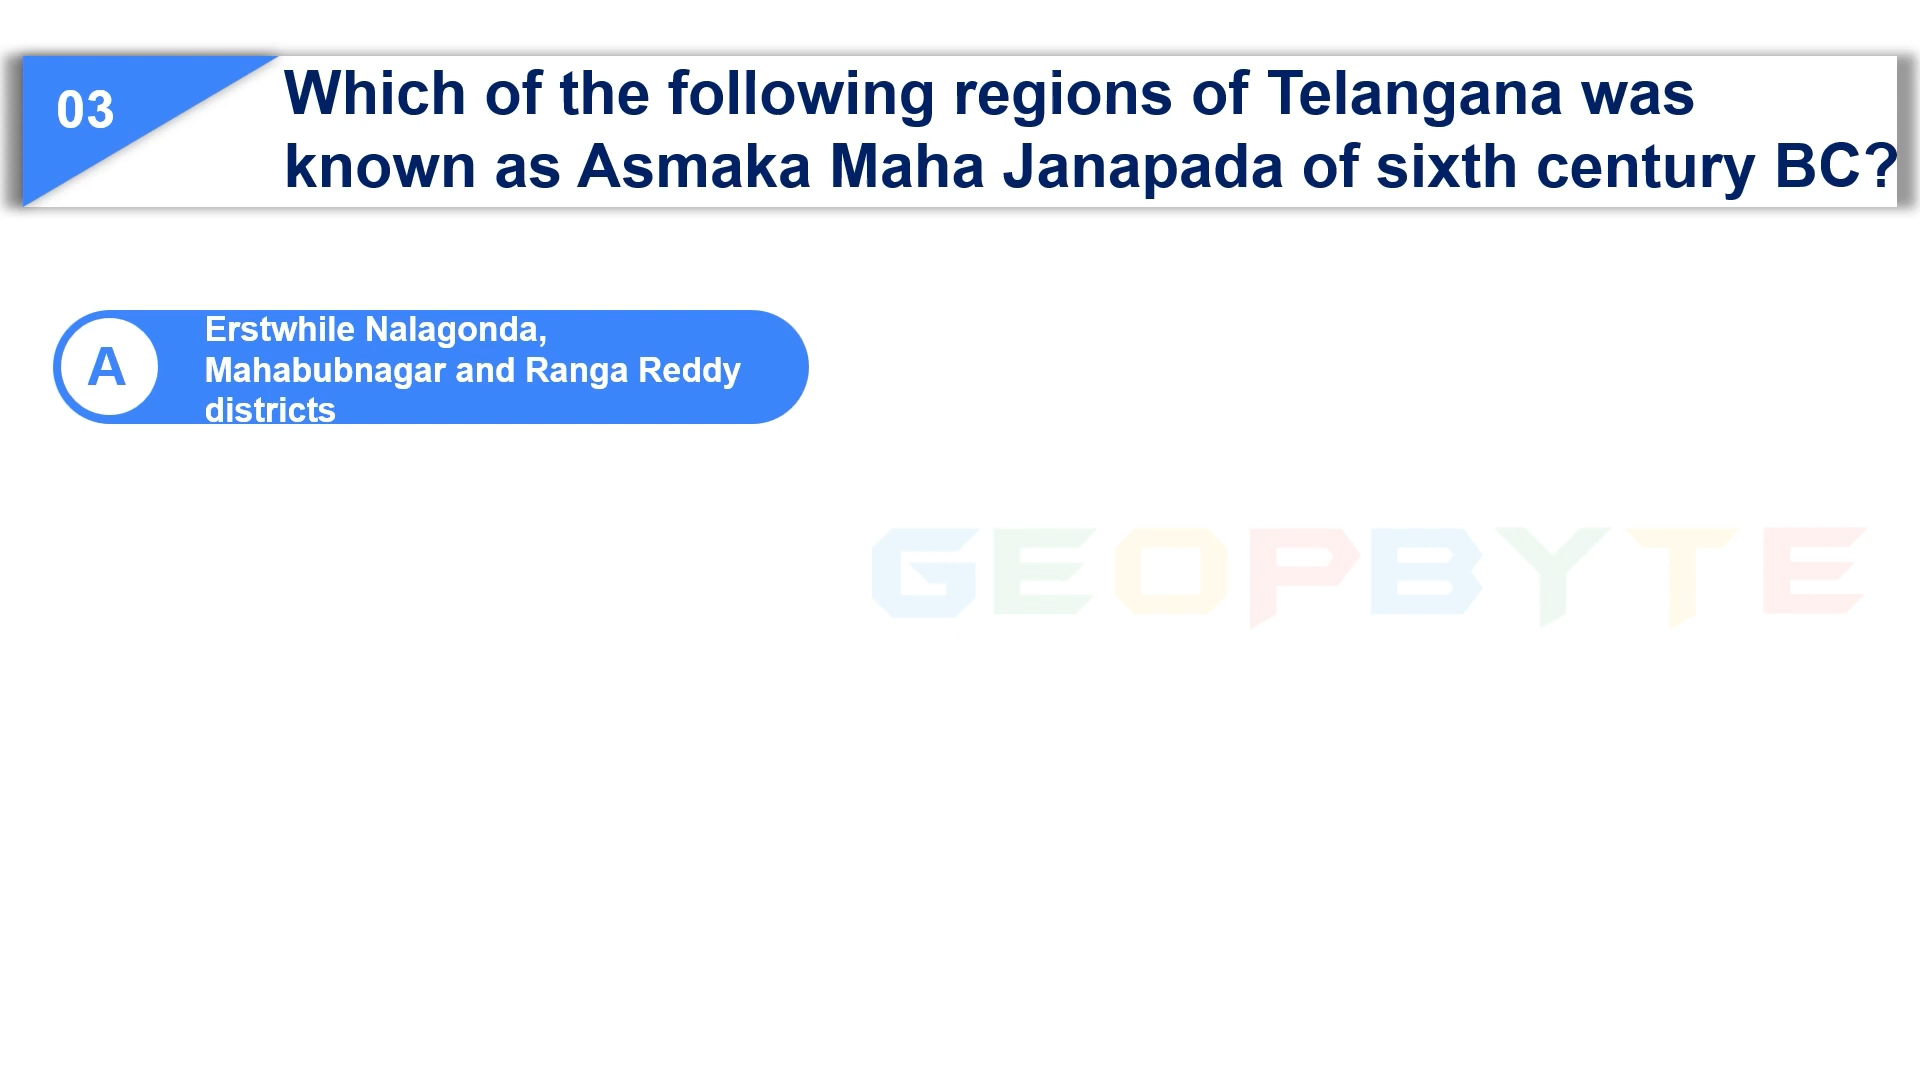 03
Which of the following regions of Telangana was
known as Asmaka Maha Janapada of sixth century BC?
A
Erstwhile Nalagonda,
Mahabubnagar and Ranga Reddy
districts
GEOPBYTE